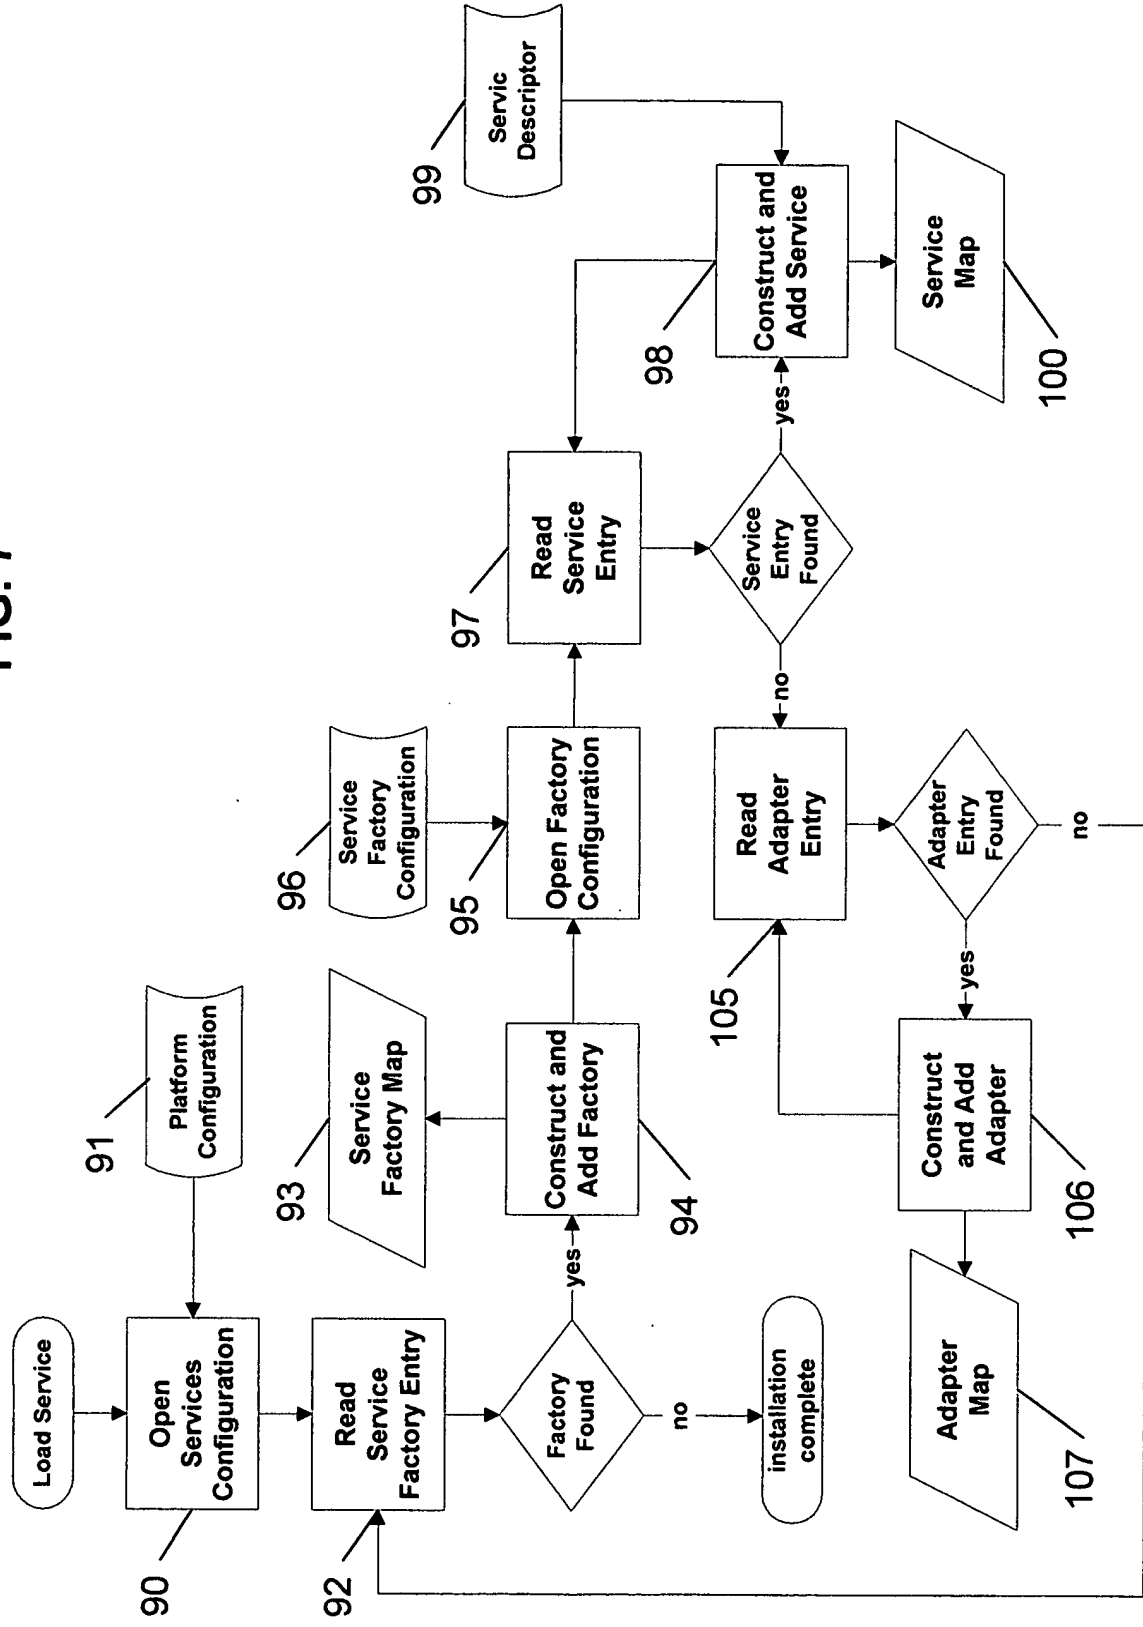 FIG. 7
Load Service
90
Open
Services
Configuration
91
Platform
Configuration
92
Read
Service
Factory Entry
Factory
Found
yes
no
installation
complete
93
Service
Factory Map
94
Construct and
Add Factory
95
Open Factory
Configuration
96
Service
Factory
Configuration
97
Read
Service
Entry
Service
Entry
Found
yes
no
98
Construct and
Add Service
99
Servic
Descriptor
100
Service
Map
105
Read
Adapter
Entry
Adapter
Entry
Found
yes
no
106
Construct
and Add
Adapter
107
Adapter
Map